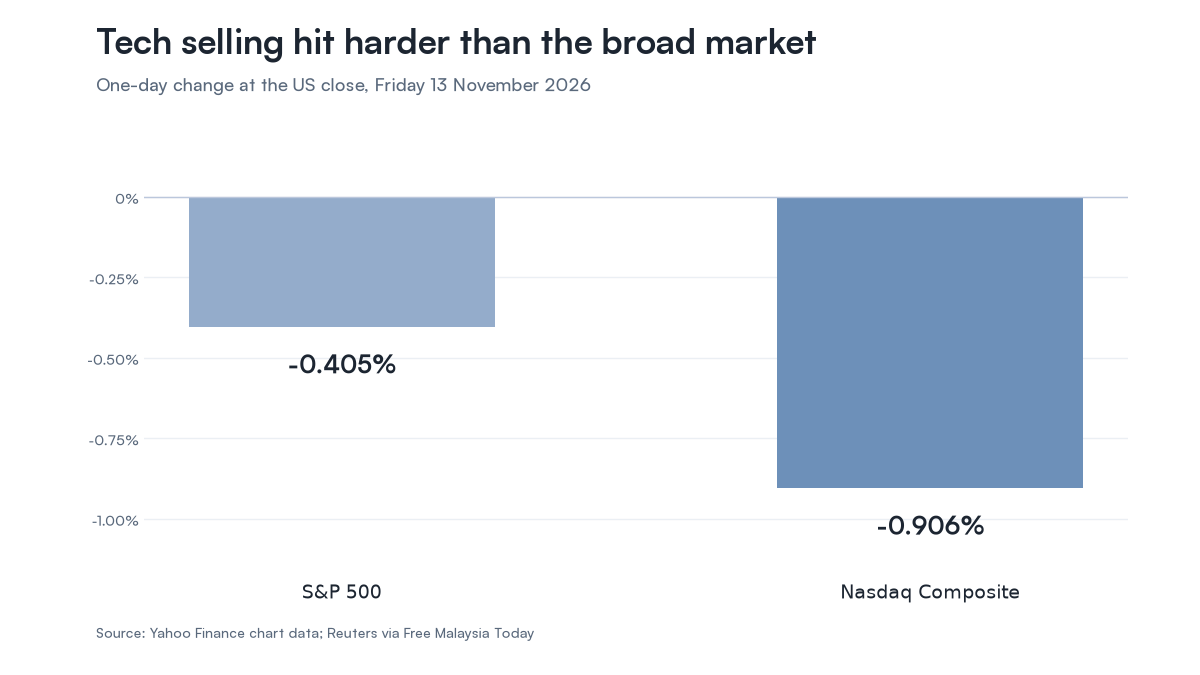 Tech selling hit harder than the broad market
One-day change at the US close, Friday 13 November 2026
0%
-0.25%
-0.50%
-0.405%
-0.75%
-1.00%
-0.906%
S&P 500
Nasdaq Composite
Source: Yahoo Finance chart data; Reuters via Free Malaysia Today